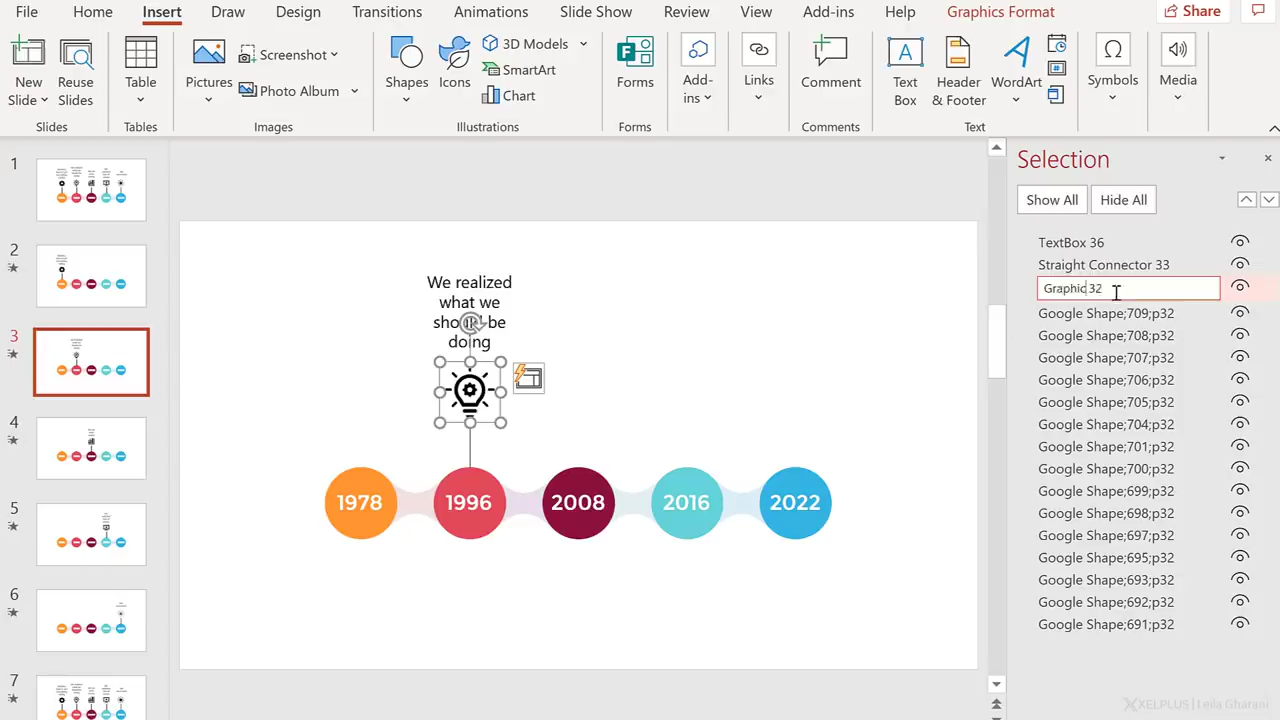 File Home Insert Draw Design Transitions Animations Slide Show Review View Add-ins Help Graphics Format Share
New Slide
Reuse Slides
Table
Pictures
Screenshot
Photo Album
Shapes
Icons
3D Models
SmartArt
Chart
Forms
Add-ins
Links
Comment
Text Box
Header & Footer
WordArt
Symbols
Media
Slides Tables Images Illustrations Forms Comments Text
1
2
3
4
5
6
7
We realized
what we
should be
doing
1978 1996 2008 2016 2022
Selection
Show All Hide All
TextBox 36
Straight Connector 33
Graphic 32
Google Shape;709;p32
Google Shape;708;p32
Google Shape;707;p32
Google Shape;706;p32
Google Shape;705;p32
Google Shape;704;p32
Google Shape;701;p32
Google Shape;700;p32
Google Shape;699;p32
Google Shape;698;p32
Google Shape;697;p32
Google Shape;695;p32
Google Shape;693;p32
Google Shape;692;p32
Google Shape;691;p32
XELPLUS | Leila Gharani